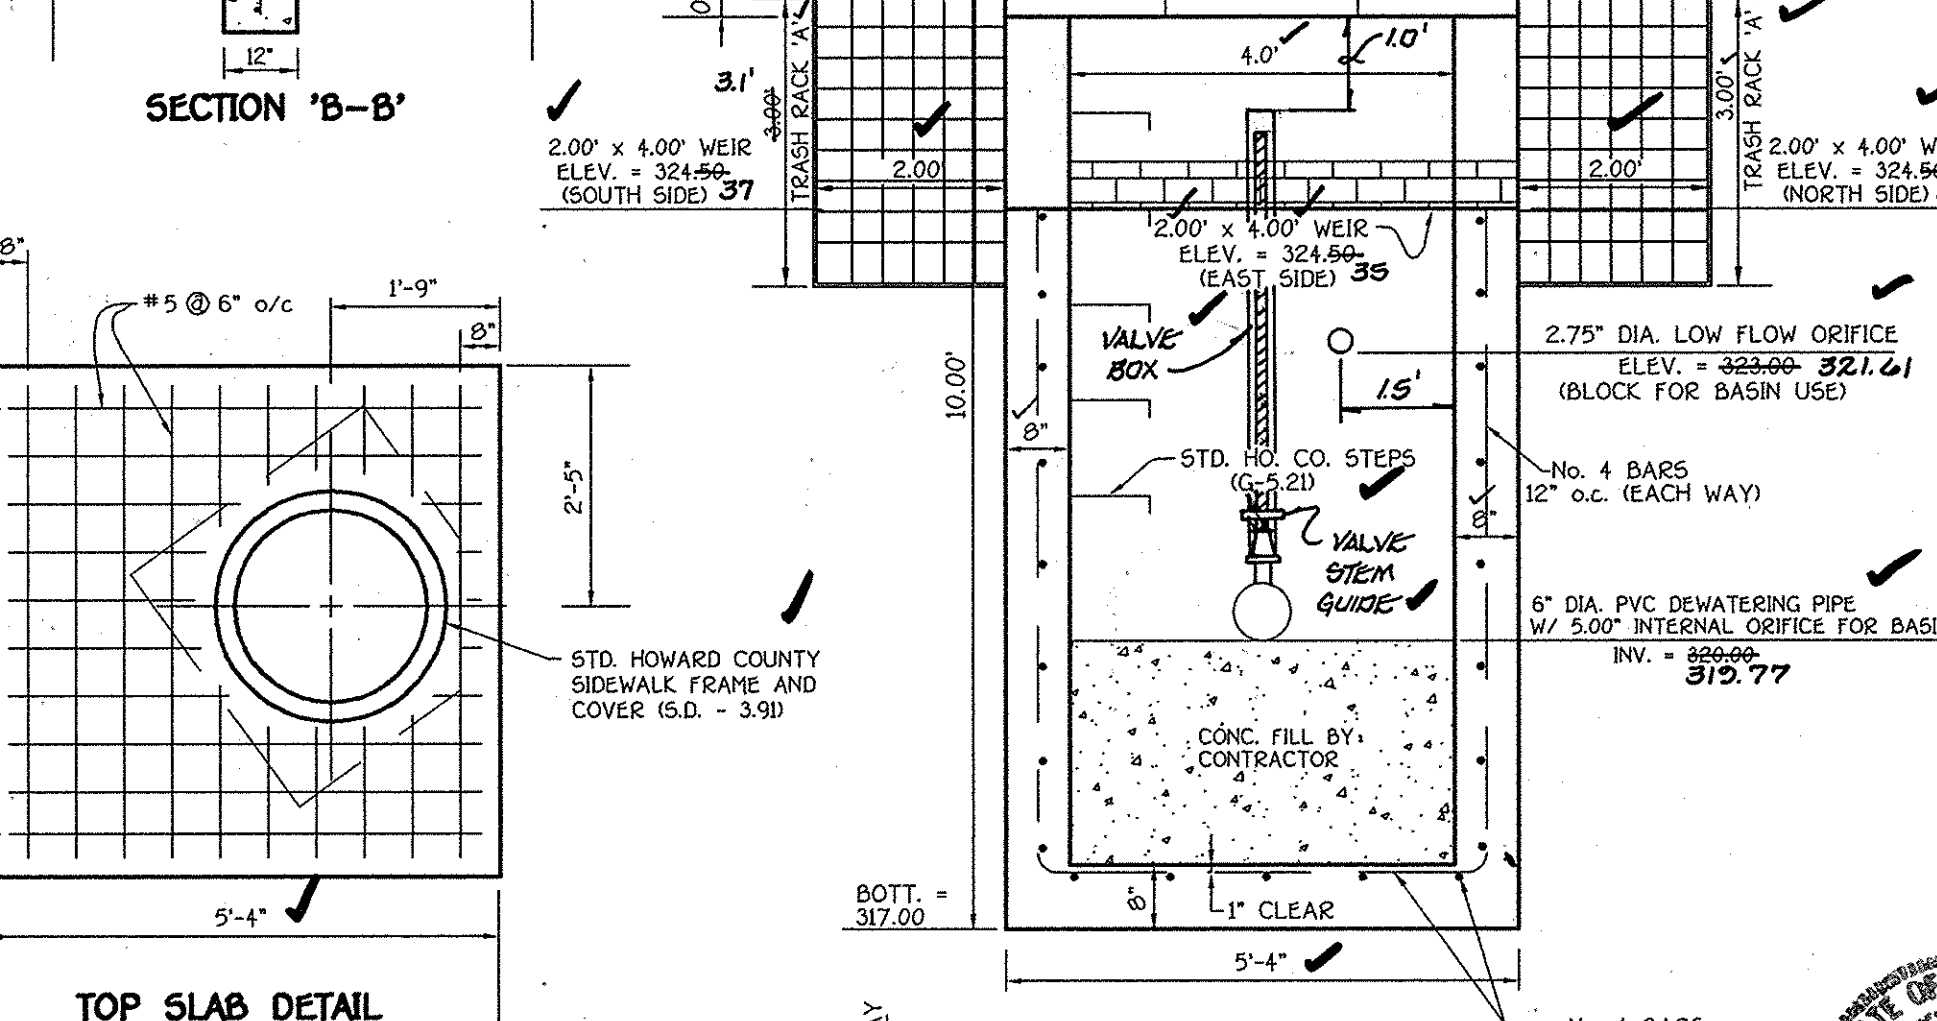 12"
SECTION 'B-B'
8"
#5 @ 6" o/c
1'-9"
8"
2'-5"
STD. HOWARD COUNTY
SIDEWALK FRAME AND
COVER (S.D. - 3.91)
5'-4"
TOP SLAB DETAIL
3.1'
3.00'
TRASH RACK 'A'
2.00' x 4.00' WEIR
ELEV. = 324.50
(SOUTH SIDE) 37
2.00'
4.0'
1.0'
2.00' x 4.00' WEIR
ELEV. = 324.50
(EAST SIDE) 35
VALVE
BOX
1.5'
10.00'
8"
STD. HO. CO. STEPS
(G-5.21)
VALVE
STEM
GUIDE
CONC. FILL BY
CONTRACTOR
BOTT. =
317.00
8"
1" CLEAR
5'-4"
2.00'
3.00'
TRASH RACK 'A'
2.00' x 4.00' W
ELEV. = 324.50
(NORTH SIDE)
2.75" DIA. LOW FLOW ORIFICE
ELEV. = 323.00 321.61
(BLOCK FOR BASIN USE)
No. 4 BARS
12" o.c. (EACH WAY)
8"
6" DIA. PVC DEWATERING PIPE
W/ 5.00" INTERNAL ORIFICE FOR BASI
INV. = 320.00
319.77